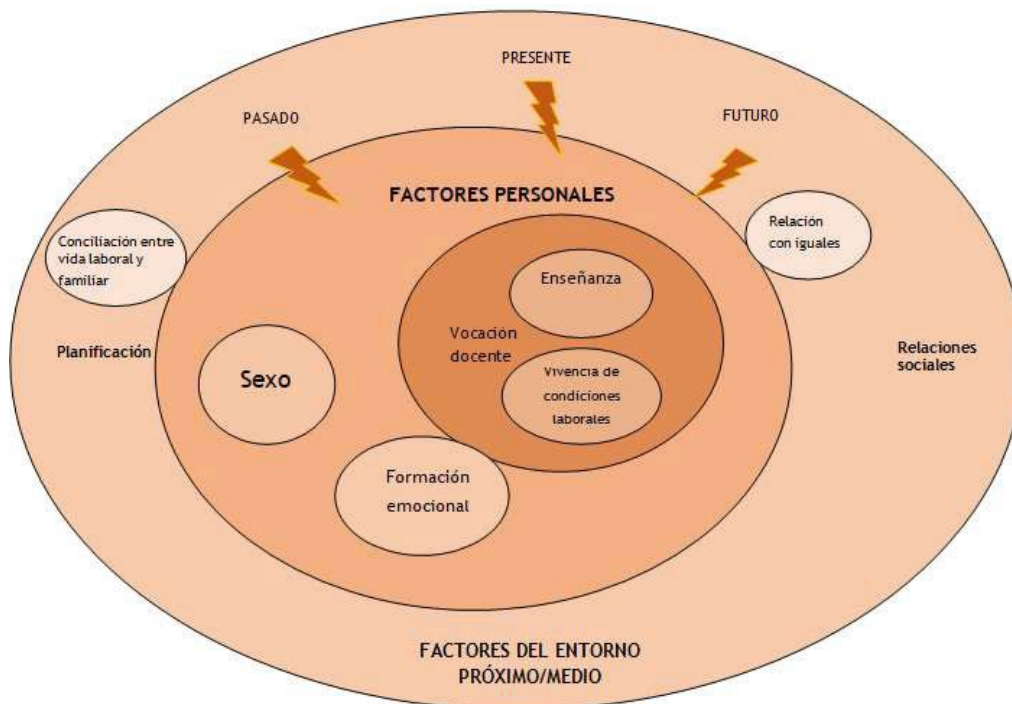 PRESENTE
PASADO
FUTURO
FACTORES PERSONALES
Conciliación entre
vida laboral y
familiar
Relación
con iguales
Enseñanza
Vocación
docente
Planificación
Relaciones
sociales
Sexo
Vivencia de
condiciones
laborales
Formación
emocional
FACTORES DEL ENTORNO
PRÓXIMO/MEDIO